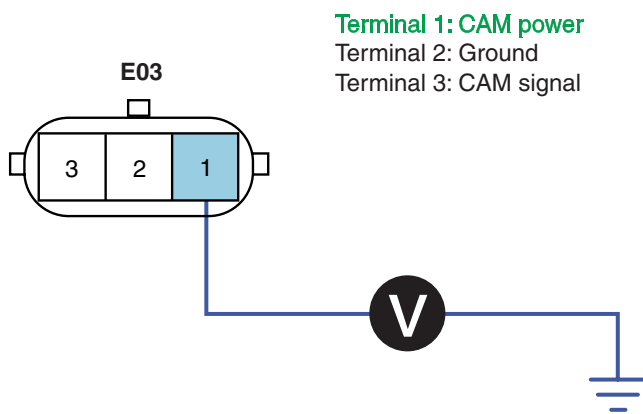 Terminal 1: CAM power
Terminal 2: Ground
Terminal 3: CAM signal
E03
3 2 1
V